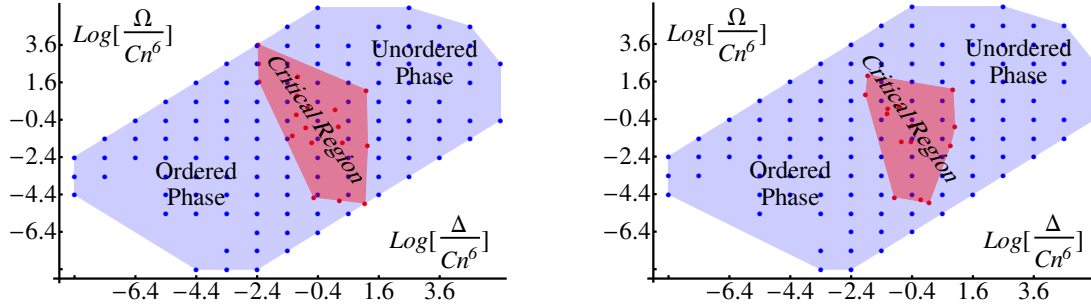 Log[Ω/Cn^6]
3.6
1.6
−0.4
−2.4
−4.4
−6.4
Unordered
Phase
Critical Region
Ordered
Phase
Log[Δ/Cn^6]
−6.4 −4.4 −2.4 −0.4 1.6 3.6
Log[Ω/Cn^6]
3.6
1.6
−0.4
−2.4
−4.4
−6.4
Unordered
Phase
Critical Region
Ordered
Phase
Log[Δ/Cn^6]
−6.4 −4.4 −2.4 −0.4 1.6 3.6